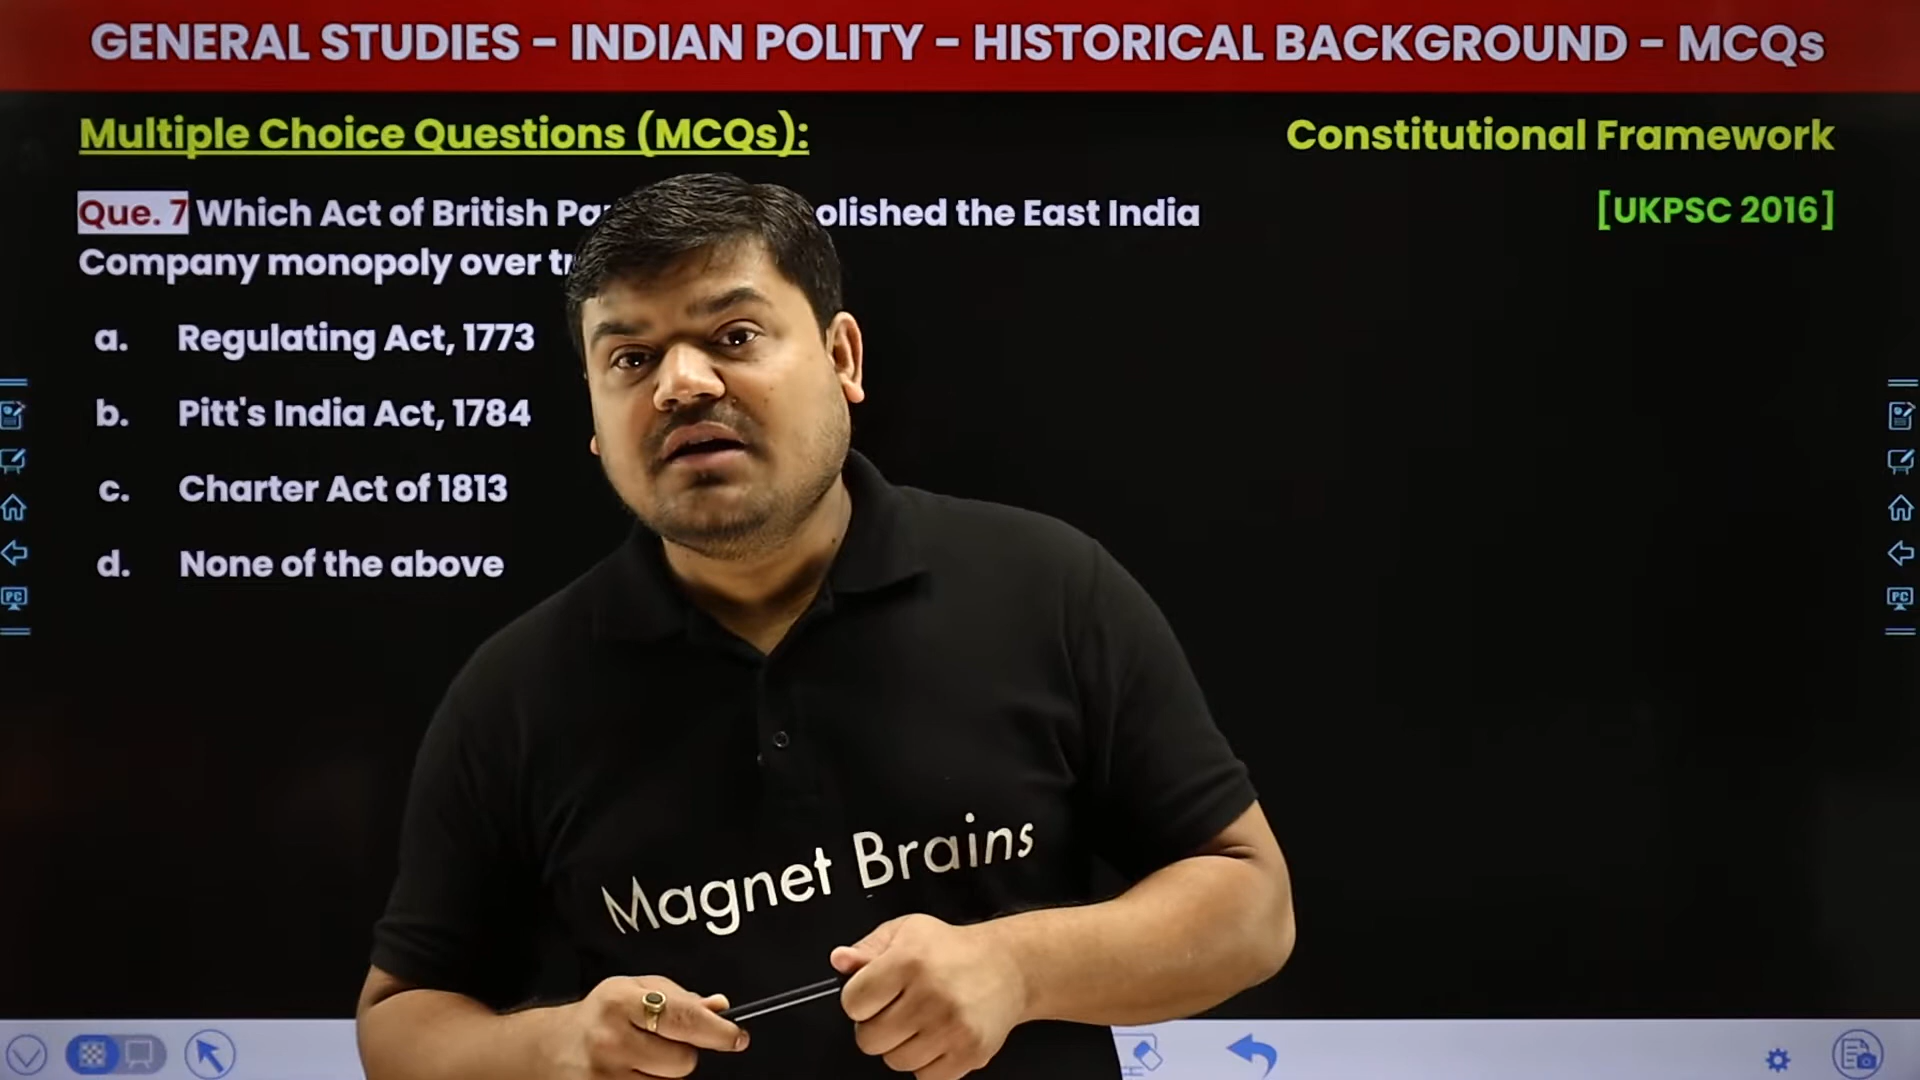 GENERAL STUDIES - INDIAN POLITY - HISTORICAL BACKGROUND - MCQs
Multiple Choice Questions (MCQs):
Constitutional Framework
Que. 7 Which Act of British olished the East India
[UKPSC 2016]
Company monopoly over
a. Regulating Act, 1773
b. Pitt's India Act, 1784
c. Charter Act of 1813
d. None of the above
PC
PC
Magnet Brains